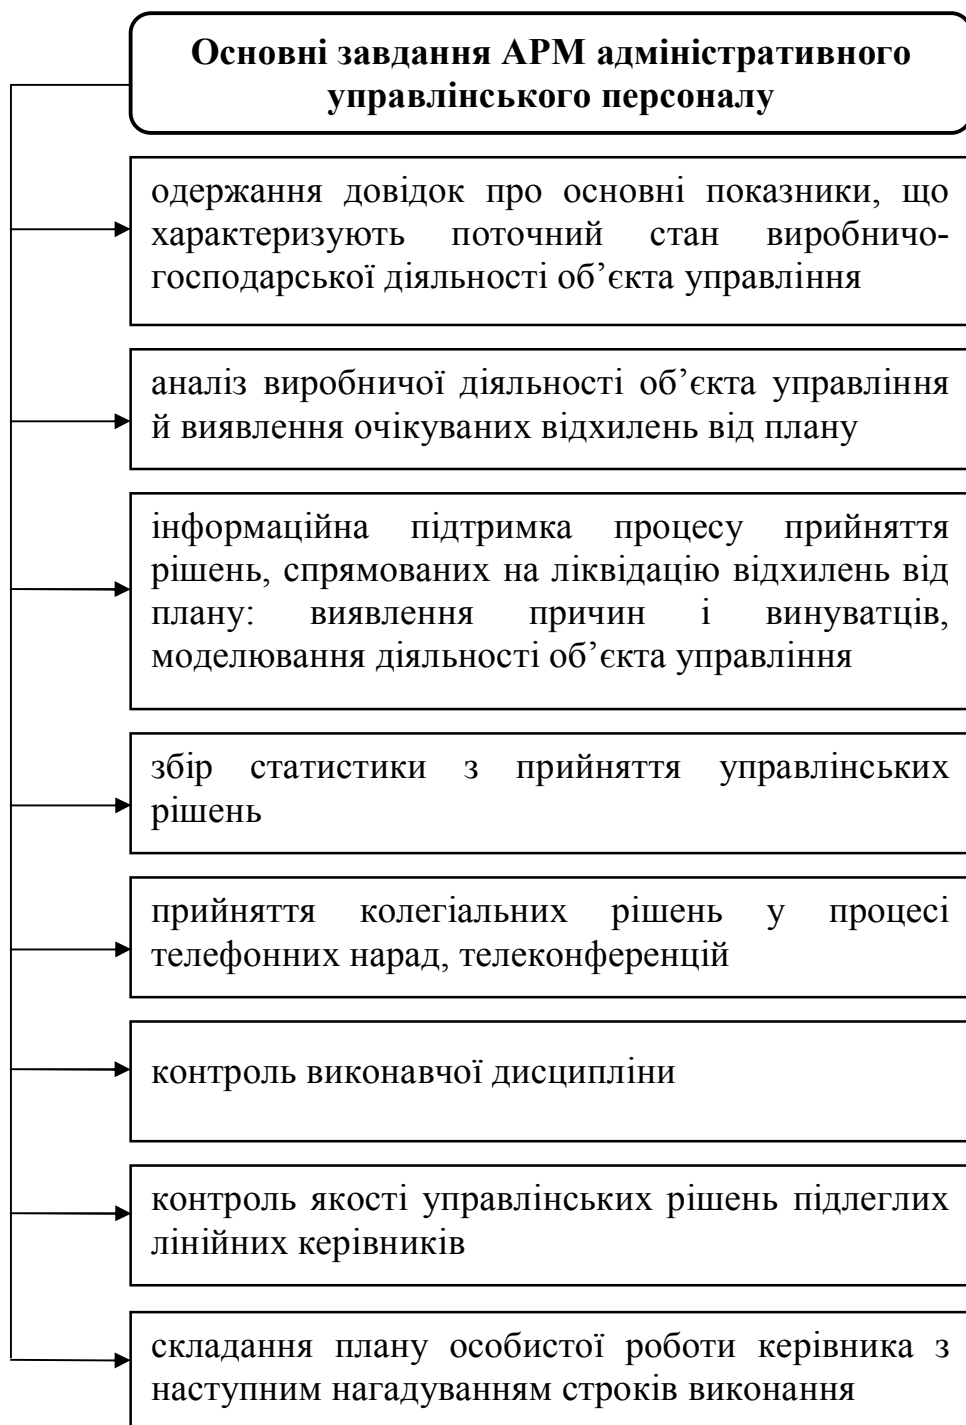 Основні завдання АРМ адміністративного
управлінського персоналу
одержання довідок про основні показники, що
характеризують поточний стан виробничо-
господарської діяльності об’єкта управління
аналіз виробничої діяльності об’єкта управління
й виявлення очікуваних відхилень від плану
інформаційна підтримка процесу прийняття
рішень, спрямованих на ліквідацію відхилень від
плану: виявлення причин і винуватців,
моделювання діяльності об’єкта управління
збір статистики з прийняття управлінських
рішень
прийняття колегіальних рішень у процесі
телефонних нарад, телеконференцій
контроль виконавчої дисципліни
контроль якості управлінських рішень підлеглих
лінійних керівників
складання плану особистої роботи керівника з
наступним нагадуванням строків виконання